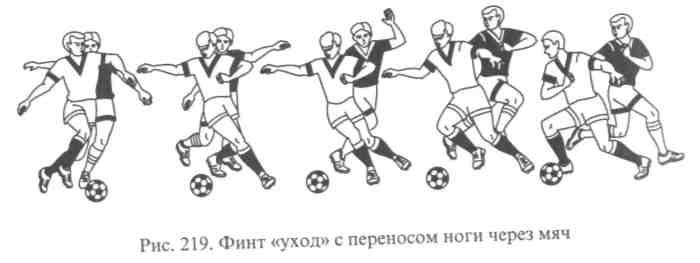 Рис. 219. Финт «уход» с переносом ноги через мяч